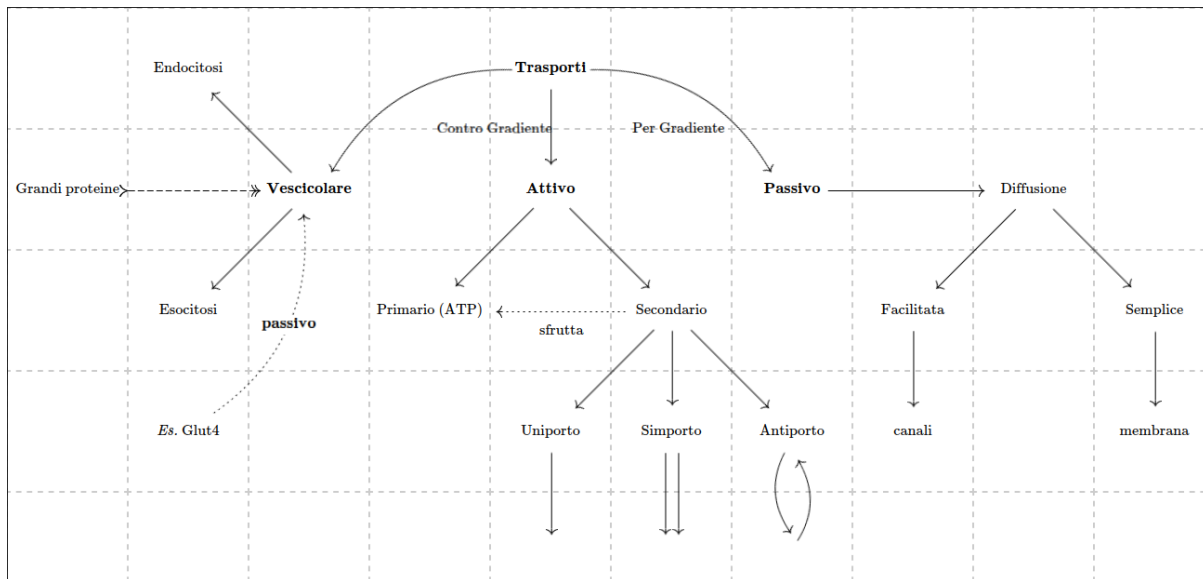 Endocitosi
Trasporti
Contro Gradiente
Per Gradiente
Grandi proteine
Vescicolare
Attivo
Passivo
Diffusione
Esocitosi
passivo
Primario (ATP)
sfrutta
Secondario
Facilitata
Semplice
Es. Glut4
Uniporto
Simporto
Antiporto
canali
membrana